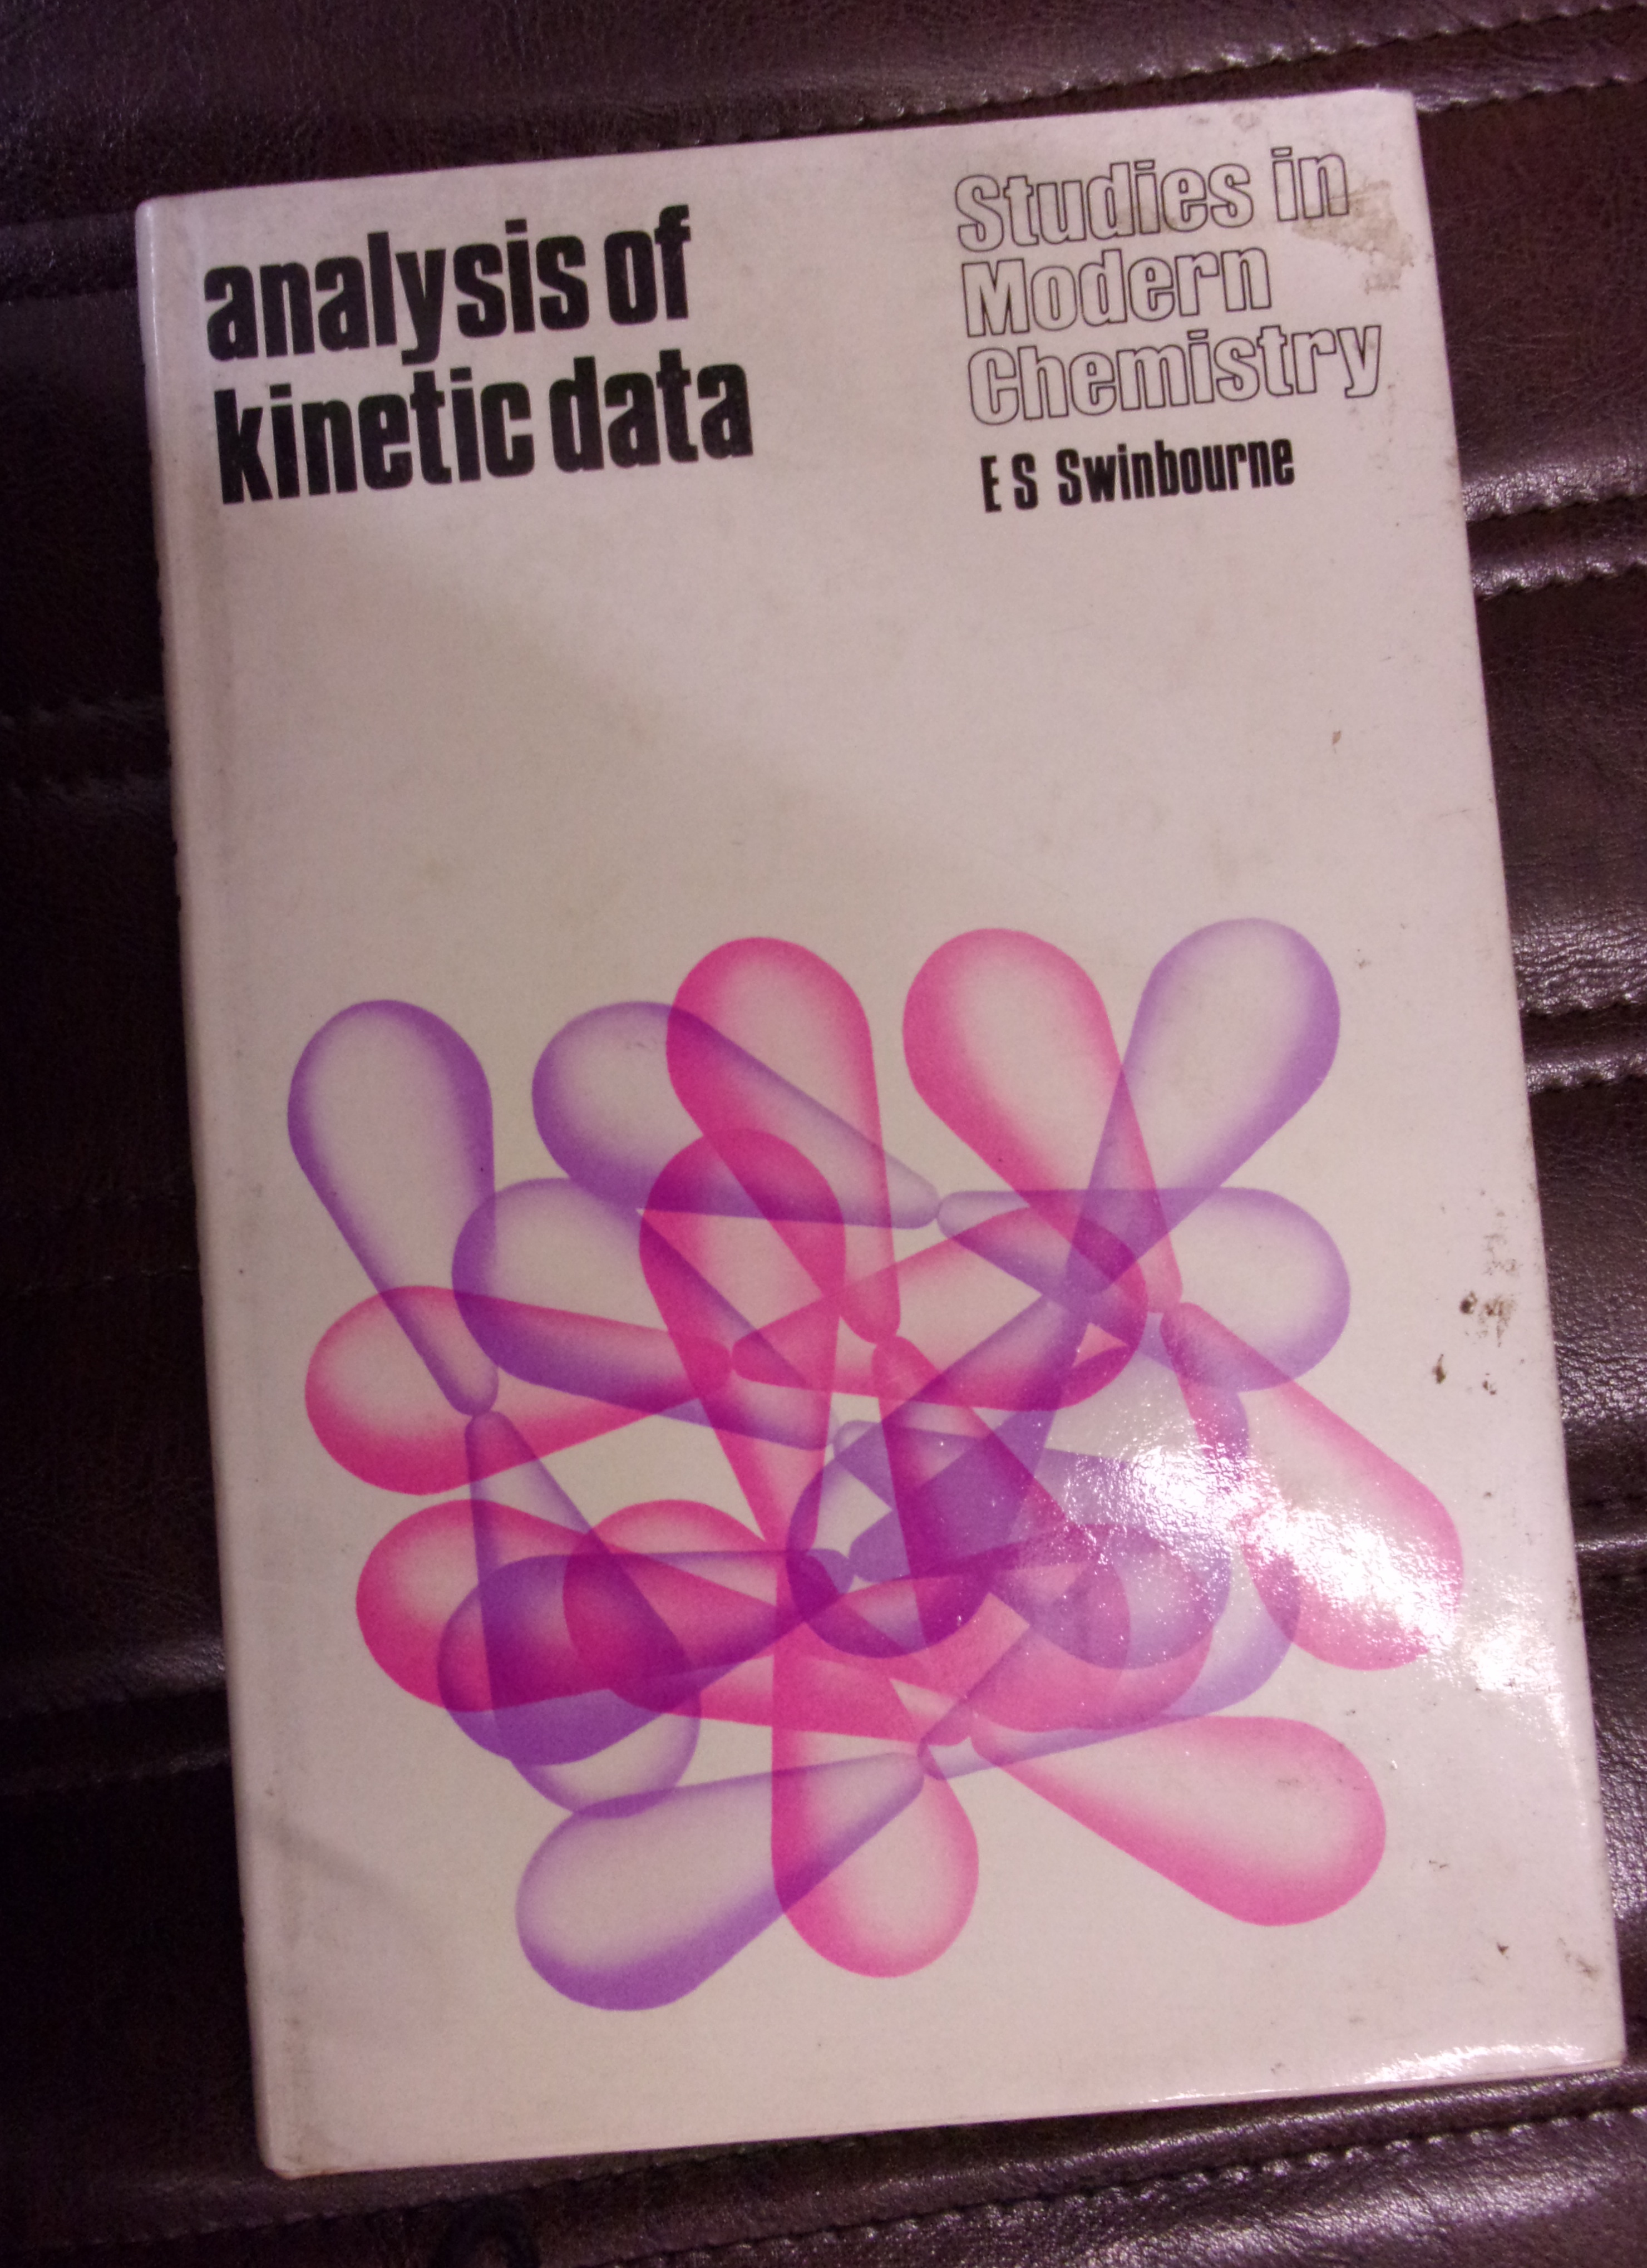 analysis of
kinetic data
Studies in
Modern
Chemistry
E S Swinbourne